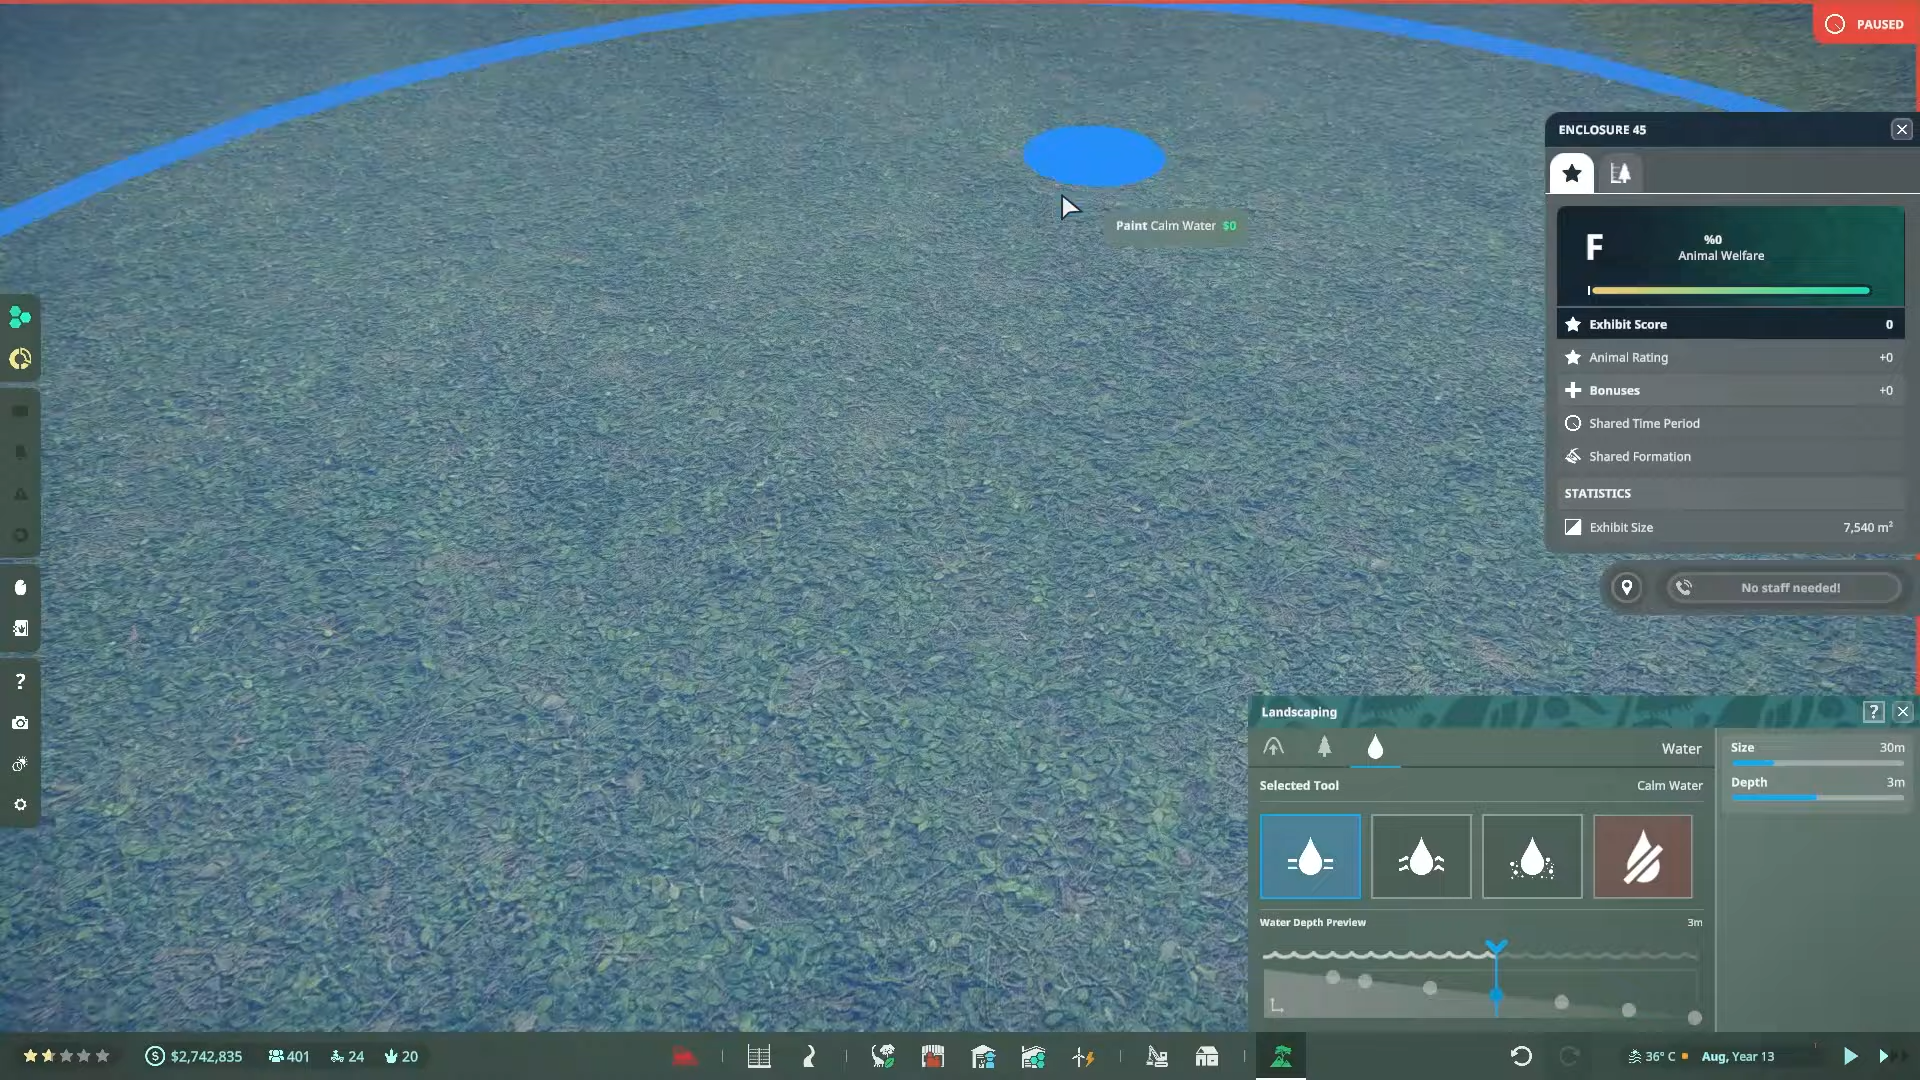 PAUSED
ENCLOSURE 45
Paint Calm Water $0
F
%0
Animal Welfare
Exhibit Score 0
Animal Rating +0
Bonuses +0
Shared Time Period
Shared Formation
STATISTICS
Exhibit Size 7,540 m²
No staff needed!
?
Landscaping ?
Water
Size 30m
Selected Tool Calm Water
Depth 3m
Water Depth Preview 3m
$2,742,835 401 24 20 36° C Aug, Year 13